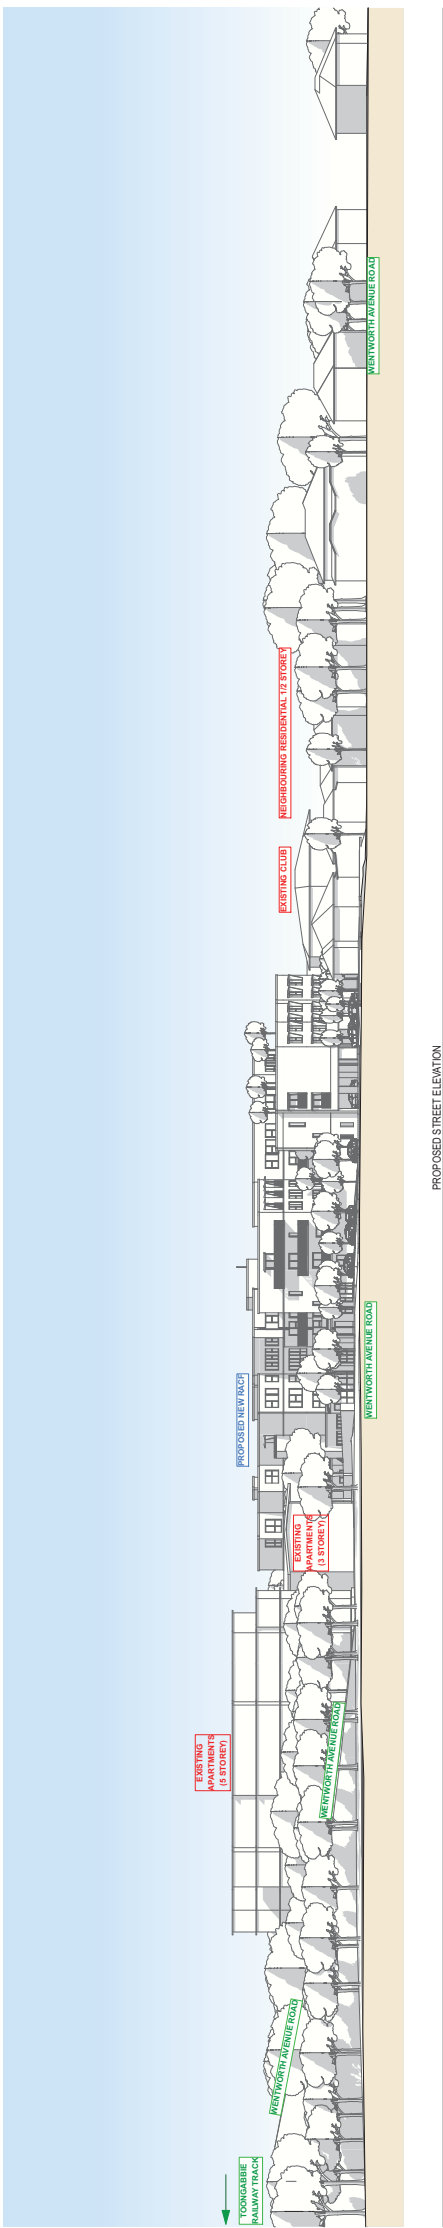 TOONGABBIE
RAILWAY TRACK
WENTWORTH AVENUE ROAD
EXISTING
APARTMENTS
(5 STOREY)
WENTWORTH AVENUE ROAD
EXISTING
APARTMENTS
(3 STOREY)
PROPOSED NEW RACF
WENTWORTH AVENUE ROAD
EXISTING CLUB
NEIGHBOURING RESIDENTIAL 1/2 STOREY
WENTWORTH AVENUE ROAD
PROPOSED STREET ELEVATION